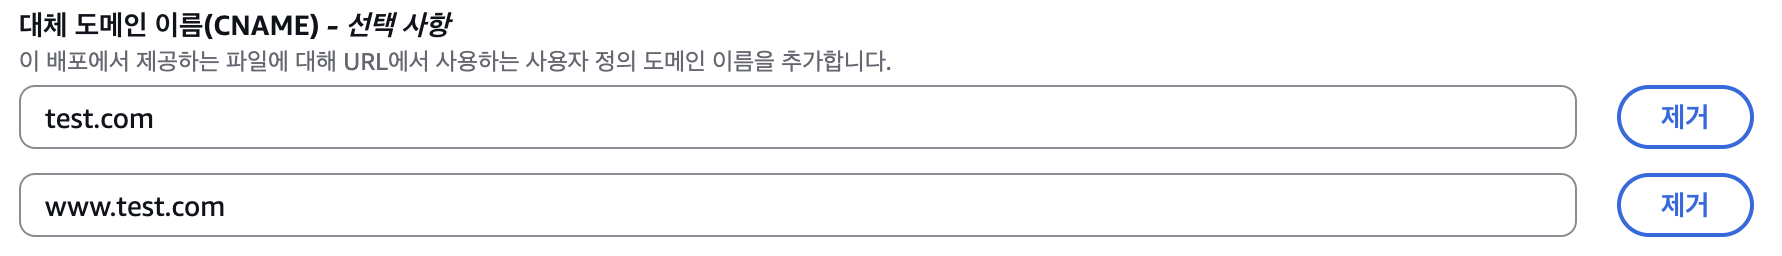 대체 도메인 이름(CNAME) - 선택 사항
이 배포에서 제공하는 파일에 대해 URL에서 사용하는 사용자 정의 도메인 이름을 추가합니다.
test.com 제거
www.test.com 제거